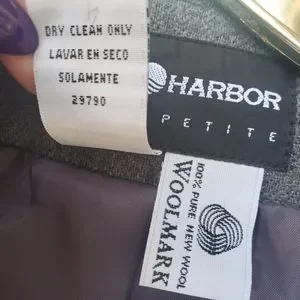 DRY CLEAN ONLY
LAVAR EN SECO
SOLAMENTE
29790
HARBOR
PETITE
100% PURE NEW WOOL
WOOLMARK